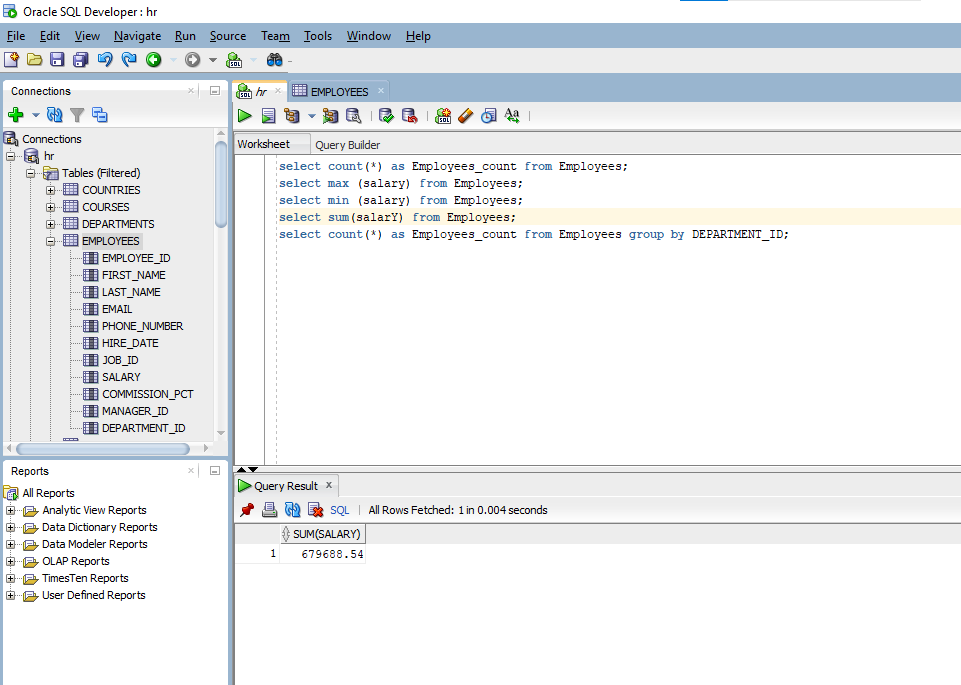 Oracle SQL Developer : hr
File Edit View Navigate Run Source Team Tools Window Help
Connections
Connections
hr
Tables (Filtered)
COUNTRIES
COURSES
DEPARTMENTS
EMPLOYEES
EMPLOYEE_ID
FIRST_NAME
LAST_NAME
EMAIL
PHONE_NUMBER
HIRE_DATE
JOB_ID
SALARY
COMMISSION_PCT
MANAGER_ID
DEPARTMENT_ID
Reports
All Reports
Analytic View Reports
Data Dictionary Reports
Data Modeler Reports
OLAP Reports
TimesTen Reports
User Defined Reports
hr EMPLOYEES
Worksheet Query Builder
select count(*) as Employees_count from Employees;
select max (salary) from Employees;
select min (salary) from Employees;
select sum(salarY) from Employees;
select count(*) as Employees_count from Employees group by DEPARTMENT_ID;
Query Result
SQL All Rows Fetched: 1 in 0.004 seconds
SUM(SALARY)
1 679688.54